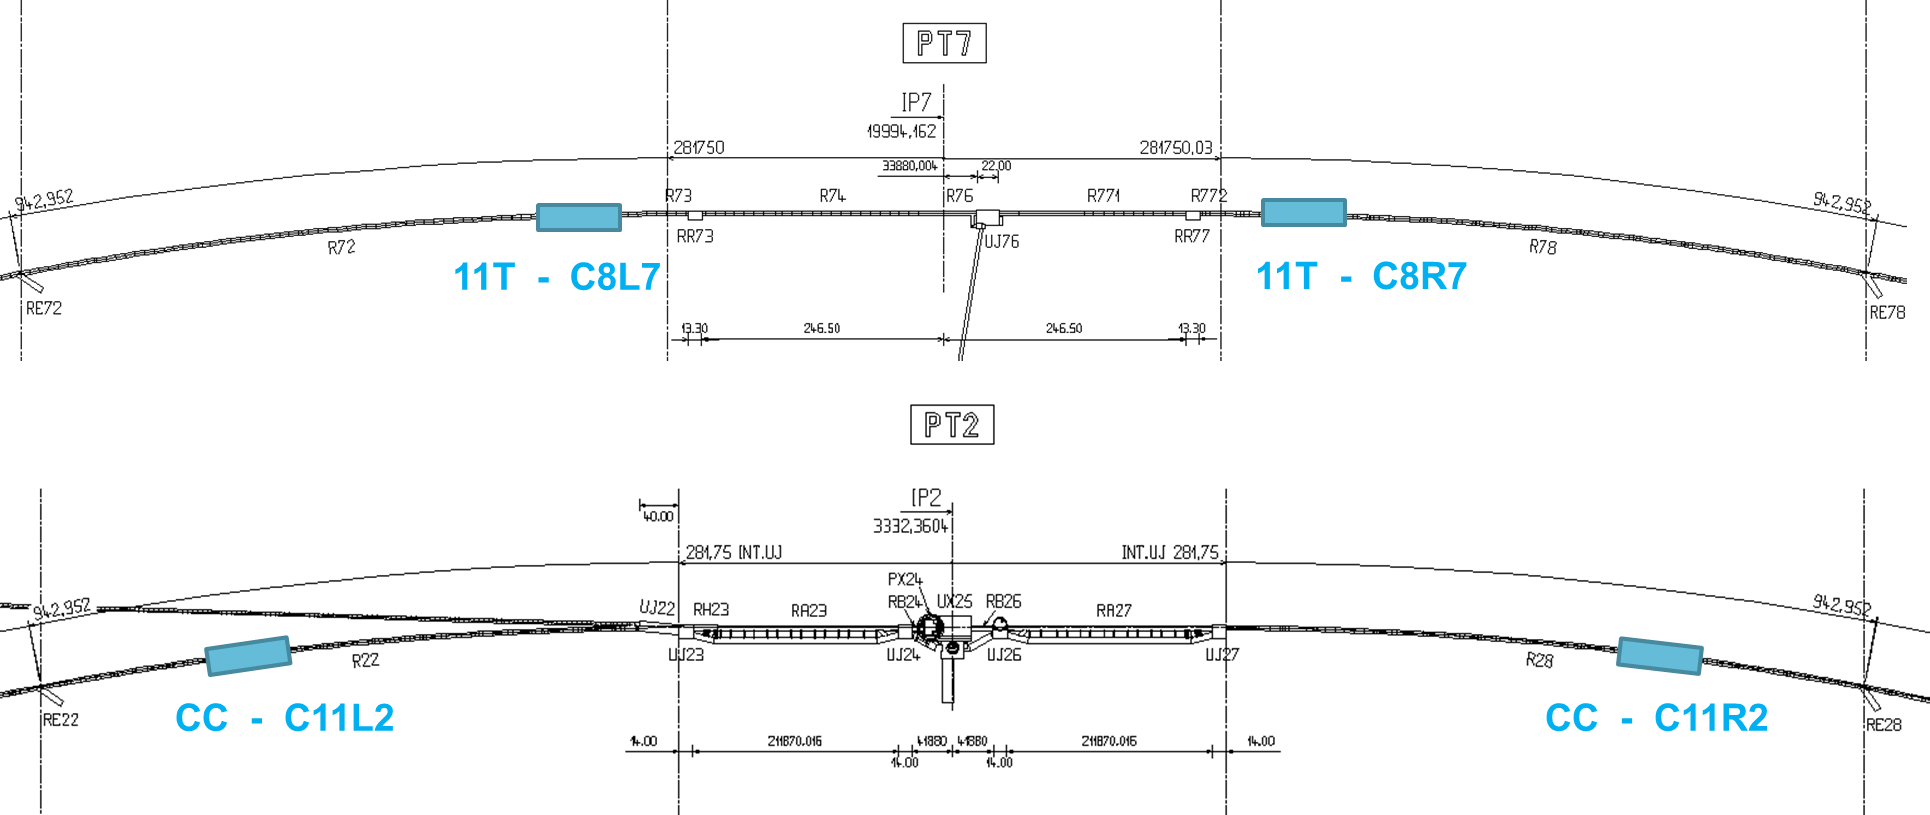 PT7
IP7
19994,162
281750
281750,03
33880,004
22.00
942,952
942,952
R73
R74
R76
R771
R772
RR73
UJ76
RR77
R72
R78
11T - C8L7
11T - C8R7
RE72
RE78
13.30
246.50
246.50
13.30
PT2
IP2
3332,3604
40.00
281,75 INT.UJ
INT.UJ 281,75
942,952
942,952
PX24
UJ22
RH23
RA23
RB24
UX25
RB26
RA27
R22
UJ23
UJ24
UJ26
UJ27
R28
CC - C11L2
CC - C11R2
RE22
RE28
14.00
211870.016
41880
41880
211870.016
14.00
14.00
14.00